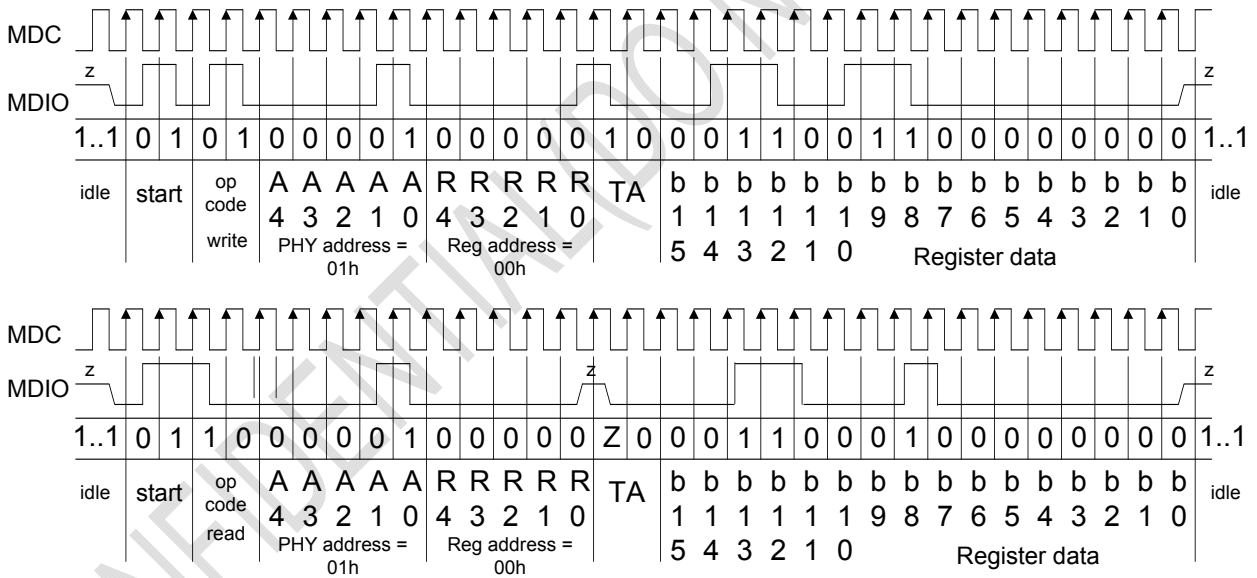 MDC
z z
MDIO
1..1 0 1 0 1 0 0 0 0 1 0 0 0 0 0 1 0 0 0 1 1 0 0 1 1 0 0 0 0 0 0 0 0 1..1
idle start op code write A A A A A R R R R R TA b b b b b b b b b b b b b b b b idle
4 3 2 1 0 4 3 2 1 0 1 1 1 1 1 1 9 8 7 6 5 4 3 2 1 0
PHY address = 01h Reg address = 00h 5 4 3 2 1 0 Register data
MDC
z z z
MDIO
1..1 0 1 1 0 0 0 0 0 1 0 0 0 0 0 Z 0 0 0 1 1 0 0 0 1 0 0 0 0 0 0 0 0 1..1
idle start op code read A A A A A R R R R R TA b b b b b b b b b b b b b b b b idle
4 3 2 1 0 4 3 2 1 0 1 1 1 1 1 1 9 8 7 6 5 4 3 2 1 0
PHY address = 01h Reg address = 00h 5 4 3 2 1 0 Register data
NFIDENTIAL(DO N